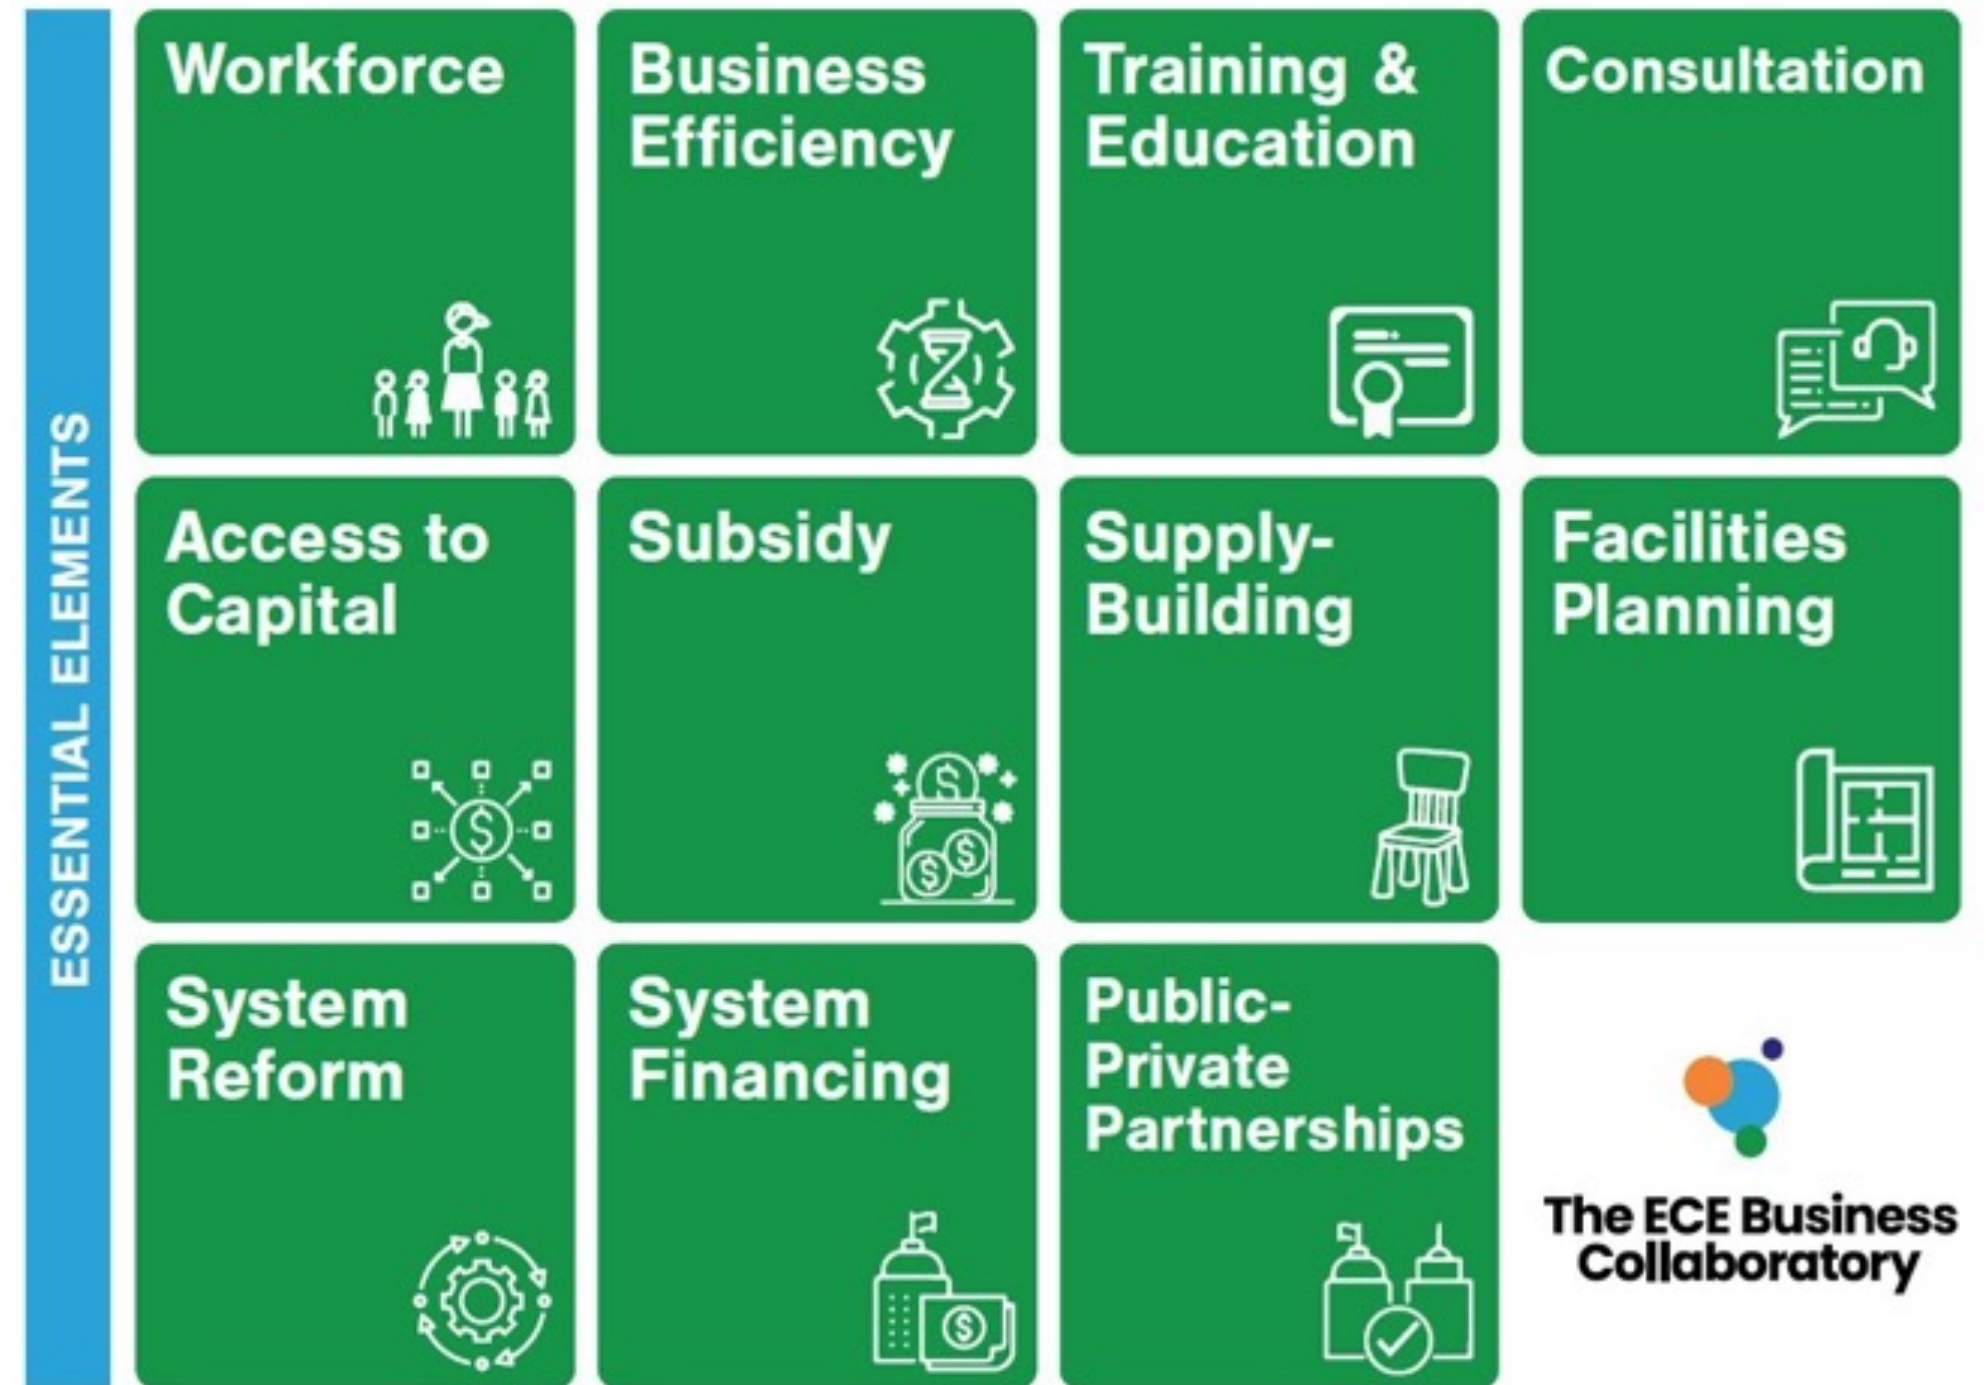 ESSENTIAL ELEMENTS
Workforce
Business
Efficiency
Training &
Education
Consultation
Access to
Capital
Subsidy
Supply-
Building
Facilities
Planning
System
Reform
System
Financing
Public-
Private
Partnerships
The ECE Business
Collaboratory